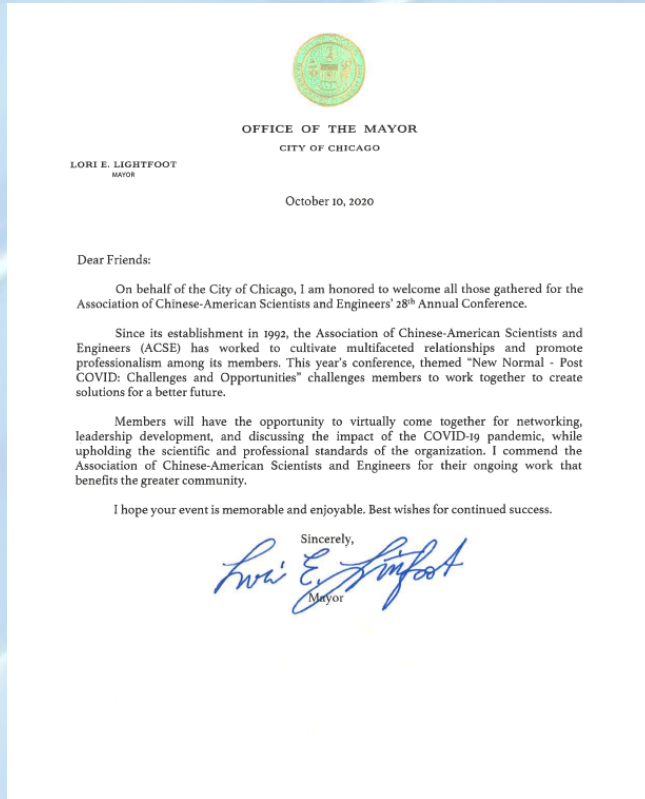 OFFICE OF THE MAYOR
CITY OF CHICAGO
LORI E. LIGHTFOOT
MAYOR
October 10, 2020
Dear Friends:
On behalf of the City of Chicago, I am honored to welcome all those gathered for the
Association of Chinese-American Scientists and Engineers' 28th Annual Conference.
Since its establishment in 1992, the Association of Chinese-American Scientists and
Engineers (ACSE) has worked to cultivate multifaceted relationships and promote
professionalism among its members. This year's conference, themed “New Normal - Post
COVID: Challenges and Opportunities” challenges members to work together to create
solutions for a better future.
Members will have the opportunity to virtually come together for networking,
leadership development, and discussing the impact of the COVID-19 pandemic, while
upholding the scientific and professional standards of the organization. I commend the
Association of Chinese-American Scientists and Engineers for their ongoing work that
benefits the greater community.
I hope your event is memorable and enjoyable. Best wishes for continued success.
Sincerely,
Lori E. Lightfoot
Mayor